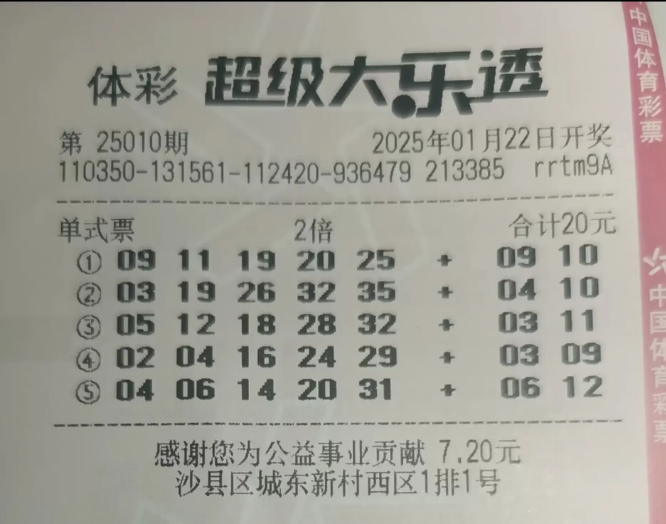 体彩 超级大乐透
第 25010期 2025年01月22日开奖
110350-131561-112420-936479 213385 rrtm9A
单式票 2倍 合计20元
① 09 11 19 20 25 + 09 10
② 03 19 26 32 35 + 04 10
③ 05 12 18 28 32 + 03 11
④ 02 04 16 24 29 + 03 09
⑤ 04 06 14 20 31 + 06 12
感谢您为公益事业贡献 7.20元
沙县区城东新村西区1排1号
中国体育彩票
中国体育彩票